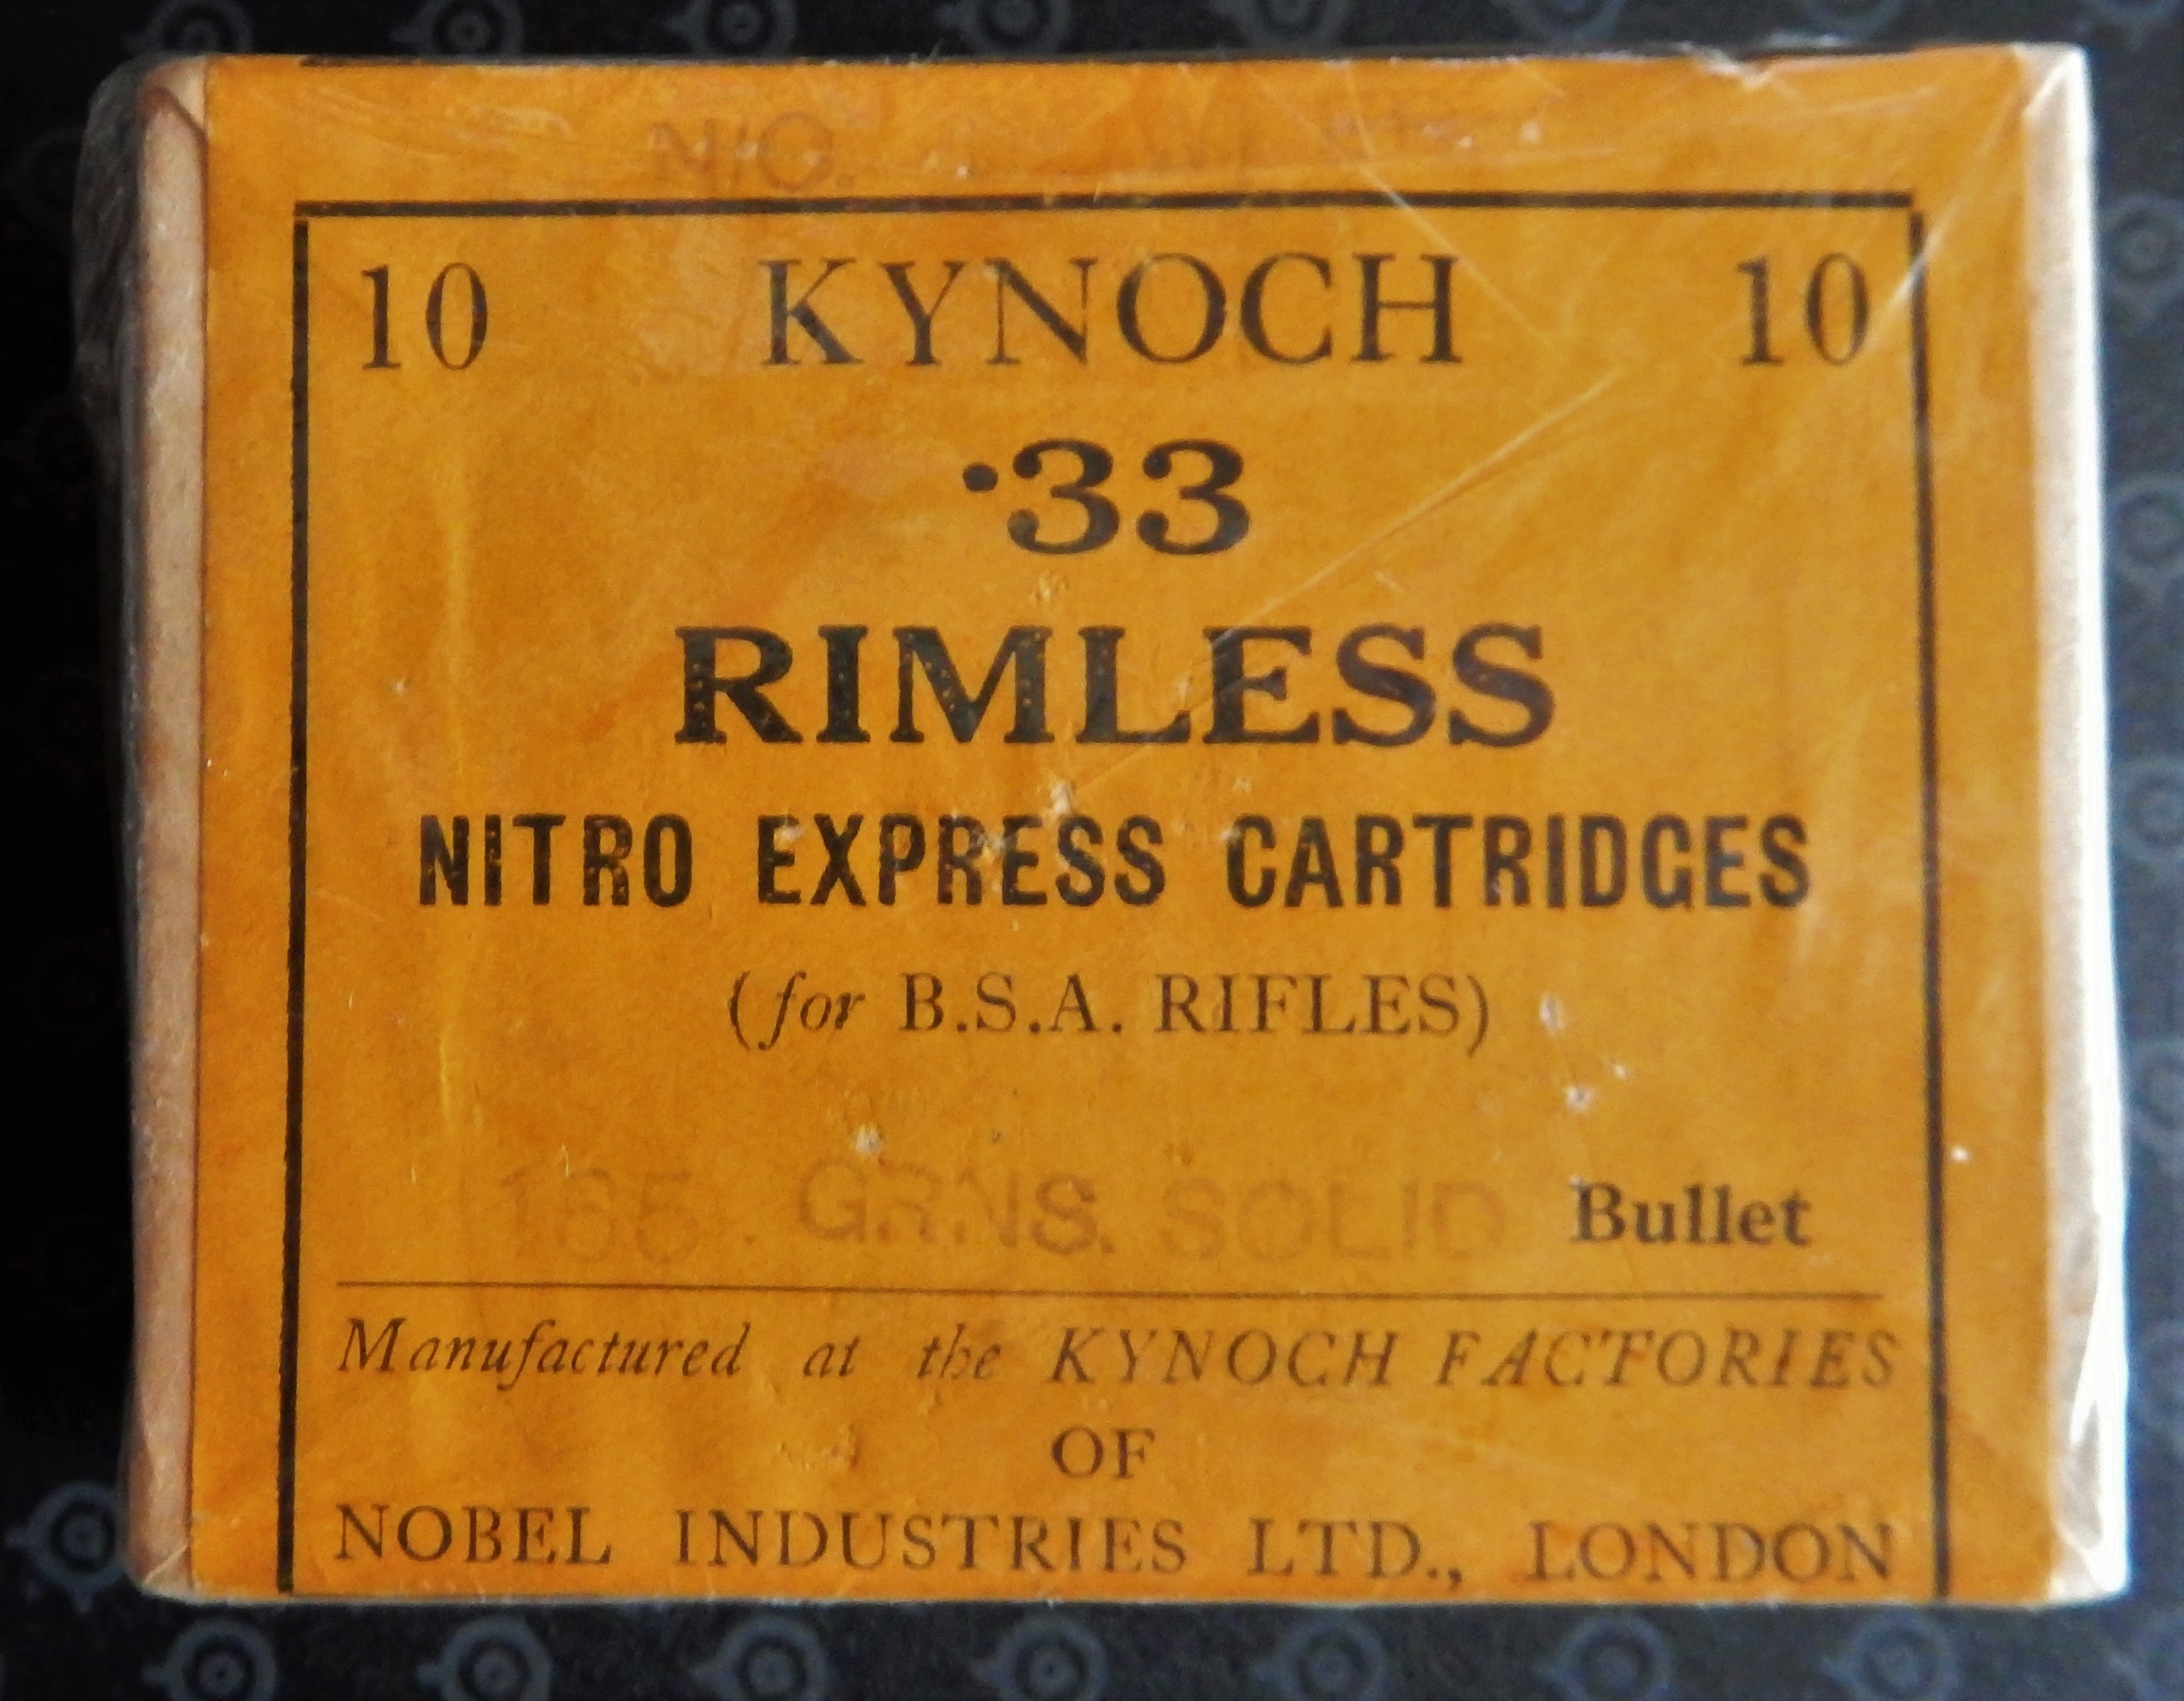 N/O.
10 KYNOCH 10
·33
RIMLESS
NITRO EXPRESS CARTRIDGES
(for B.S.A. RIFLES)
165. GRNS. SOLID Bullet
Manufactured at the KYNOCH FACTORIES
OF
NOBEL INDUSTRIES LTD., LONDON